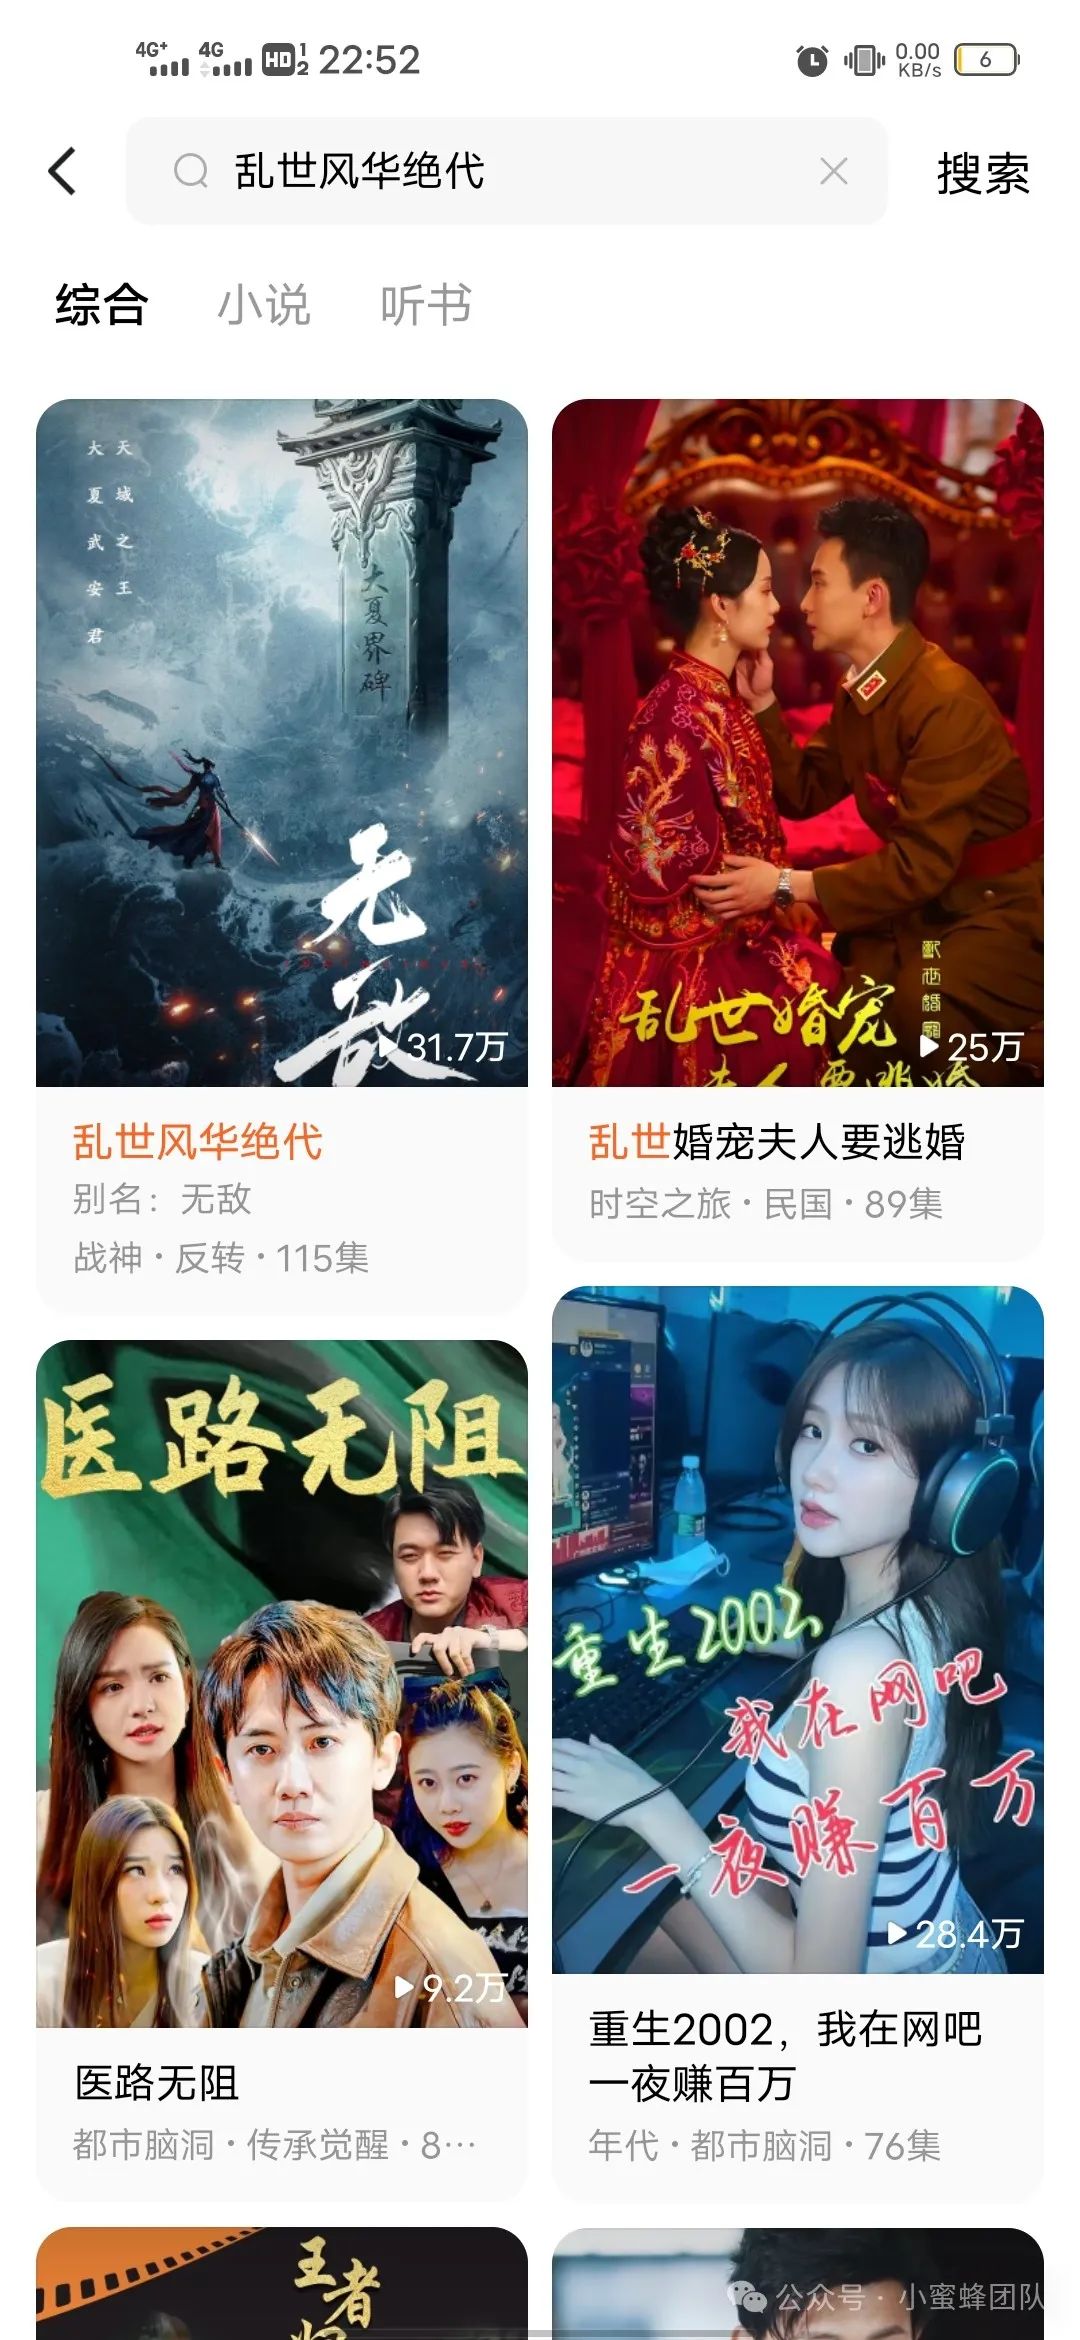 4G+ 4G HD 1 2 22:52 0.00 KB/s 6
乱世风华绝代
搜索
综合 小说 听书
天域之王
大夏武安君
大夏界碑
无敌
31.7万
乱世风华绝代
别名：无敌
战神·反转·115集
乱世婚宠
夫人要逃婚
25万
乱世婚宠夫人要逃婚
时空之旅·民国·89集
医路无阻
9.2万
医路无阻
都市脑洞·传承觉醒·8…
重生2002
我在网吧
一夜赚百万
28.4万
重生2002，我在网吧
一夜赚百万
年代·都市脑洞·76集
王者
公众号·小蜜蜂团队